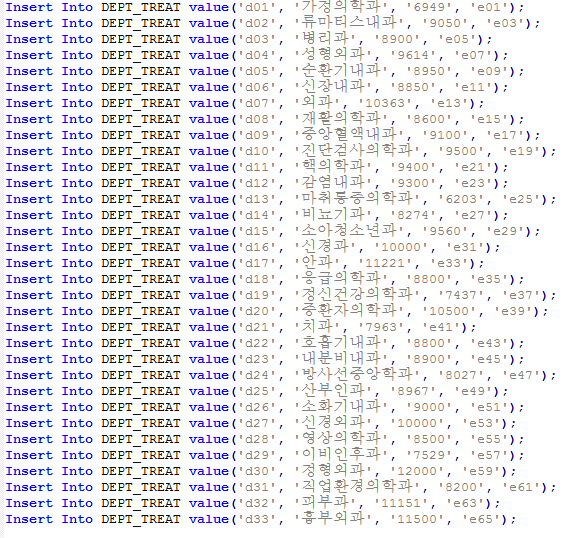 Insert Into DEPT_TREAT value('d01', '가정의학과', '6949', 'e01');
Insert Into DEPT_TREAT value('d02', '류마티스내과', '9050', 'e03');
Insert Into DEPT_TREAT value('d03', '병리과', '8900', 'e05');
Insert Into DEPT_TREAT value('d04', '성형외과', '9614', 'e07');
Insert Into DEPT_TREAT value('d05', '순환기내과', '8950', 'e09');
Insert Into DEPT_TREAT value('d06', '신장내과', '8850', 'e11');
Insert Into DEPT_TREAT value('d07', '외과', '10363', 'e13');
Insert Into DEPT_TREAT value('d08', '재활의학과', '8600', 'e15');
Insert Into DEPT_TREAT value('d09', '종양혈액내과', '9100', 'e17');
Insert Into DEPT_TREAT value('d10', '진단검사의학과', '9500', 'e19');
Insert Into DEPT_TREAT value('d11', '핵의학과', '9400', 'e21');
Insert Into DEPT_TREAT value('d12', '감염내과', '9300', 'e23');
Insert Into DEPT_TREAT value('d13', '마취통증의학과', '6203', 'e25');
Insert Into DEPT_TREAT value('d14', '비뇨기과', '8274', 'e27');
Insert Into DEPT_TREAT value('d15', '소아청소년과', '9560', 'e29');
Insert Into DEPT_TREAT value('d16', '신경과', '10000', 'e31');
Insert Into DEPT_TREAT value('d17', '안과', '11221', 'e33');
Insert Into DEPT_TREAT value('d18', '응급의학과', '8800', 'e35');
Insert Into DEPT_TREAT value('d19', '정신건강의학과', '7437', 'e37');
Insert Into DEPT_TREAT value('d20', '중환자의학과', '10500', 'e39');
Insert Into DEPT_TREAT value('d21', '치과', '7963', 'e41');
Insert Into DEPT_TREAT value('d22', '호흡기내과', '8800', 'e43');
Insert Into DEPT_TREAT value('d23', '내분비내과', '8900', 'e45');
Insert Into DEPT_TREAT value('d24', '방사선종양학과', '8027', 'e47');
Insert Into DEPT_TREAT value('d25', '산부인과', '8967', 'e49');
Insert Into DEPT_TREAT value('d26', '소화기내과', '9000', 'e51');
Insert Into DEPT_TREAT value('d27', '신경외과', '10000', 'e53');
Insert Into DEPT_TREAT value('d28', '영상의학과', '8500', 'e55');
Insert Into DEPT_TREAT value('d29', '이비인후과', '7529', 'e57');
Insert Into DEPT_TREAT value('d30', '정형외과', '12000', 'e59');
Insert Into DEPT_TREAT value('d31', '직업환경의학과', '8200', 'e61');
Insert Into DEPT_TREAT value('d32', '피부과', '11151', 'e63');
Insert Into DEPT_TREAT value('d33', '흉부외과', '11500', 'e65');